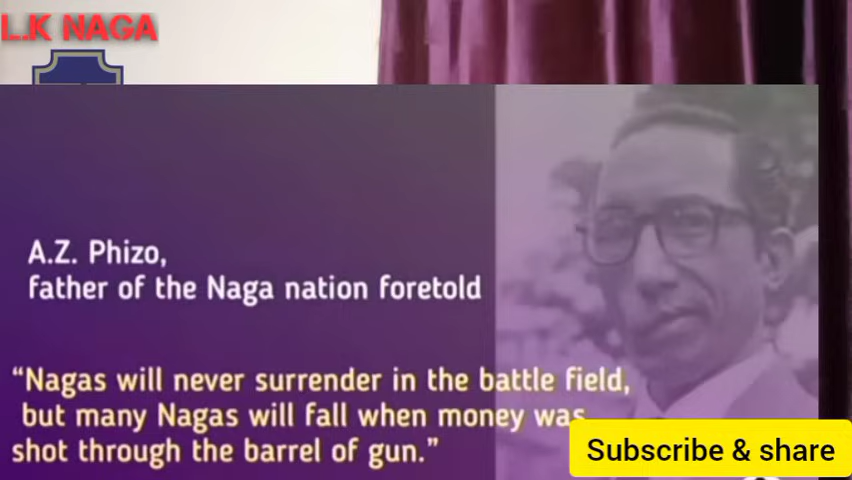 L.K NAGA
A.Z. Phizo,
father of the Naga nation foretold
“Nagas will never surrender in the battle field,
but many Nagas will fall when money was
shot through the barrel of gun.”
Subscribe & share